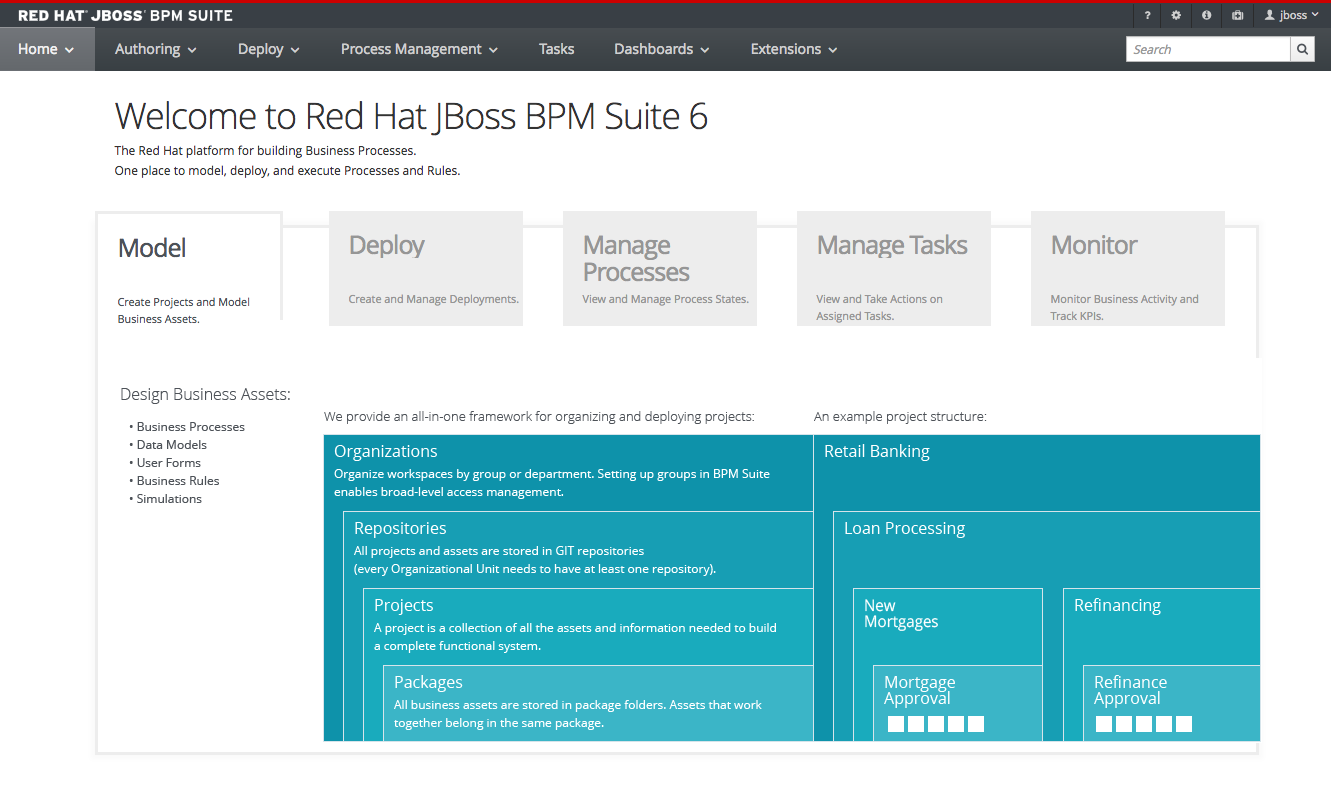 RED HAT® JBOSS® BPM SUITE
? jboss
Home Authoring Deploy Process Management Tasks Dashboards Extensions Search
Welcome to Red Hat JBoss BPM Suite 6
The Red Hat platform for building Business Processes.
One place to model, deploy, and execute Processes and Rules.
Model
Create Projects and Model
Business Assets.
Deploy
Create and Manage Deployments.
Manage
Processes
View and Manage Process States.
Manage Tasks
View and Take Actions on
Assigned Tasks.
Monitor
Monitor Business Activity and
Track KPIs.
Design Business Assets:
• Business Processes
• Data Models
• User Forms
• Business Rules
• Simulations
We provide an all-in-one framework for organizing and deploying projects:
Organizations
Organize workspaces by group or department. Setting up groups in BPM Suite
enables broad-level access management.
Repositories
All projects and assets are stored in GIT repositories
(every Organizational Unit needs to have at least one repository).
Projects
A project is a collection of all the assets and information needed to build
a complete functional system.
Packages
All business assets are stored in package folders. Assets that work
together belong in the same package.
An example project structure:
Retail Banking
Loan Processing
New
Mortgages
Mortgage
Approval
Refinancing
Refinance
Approval